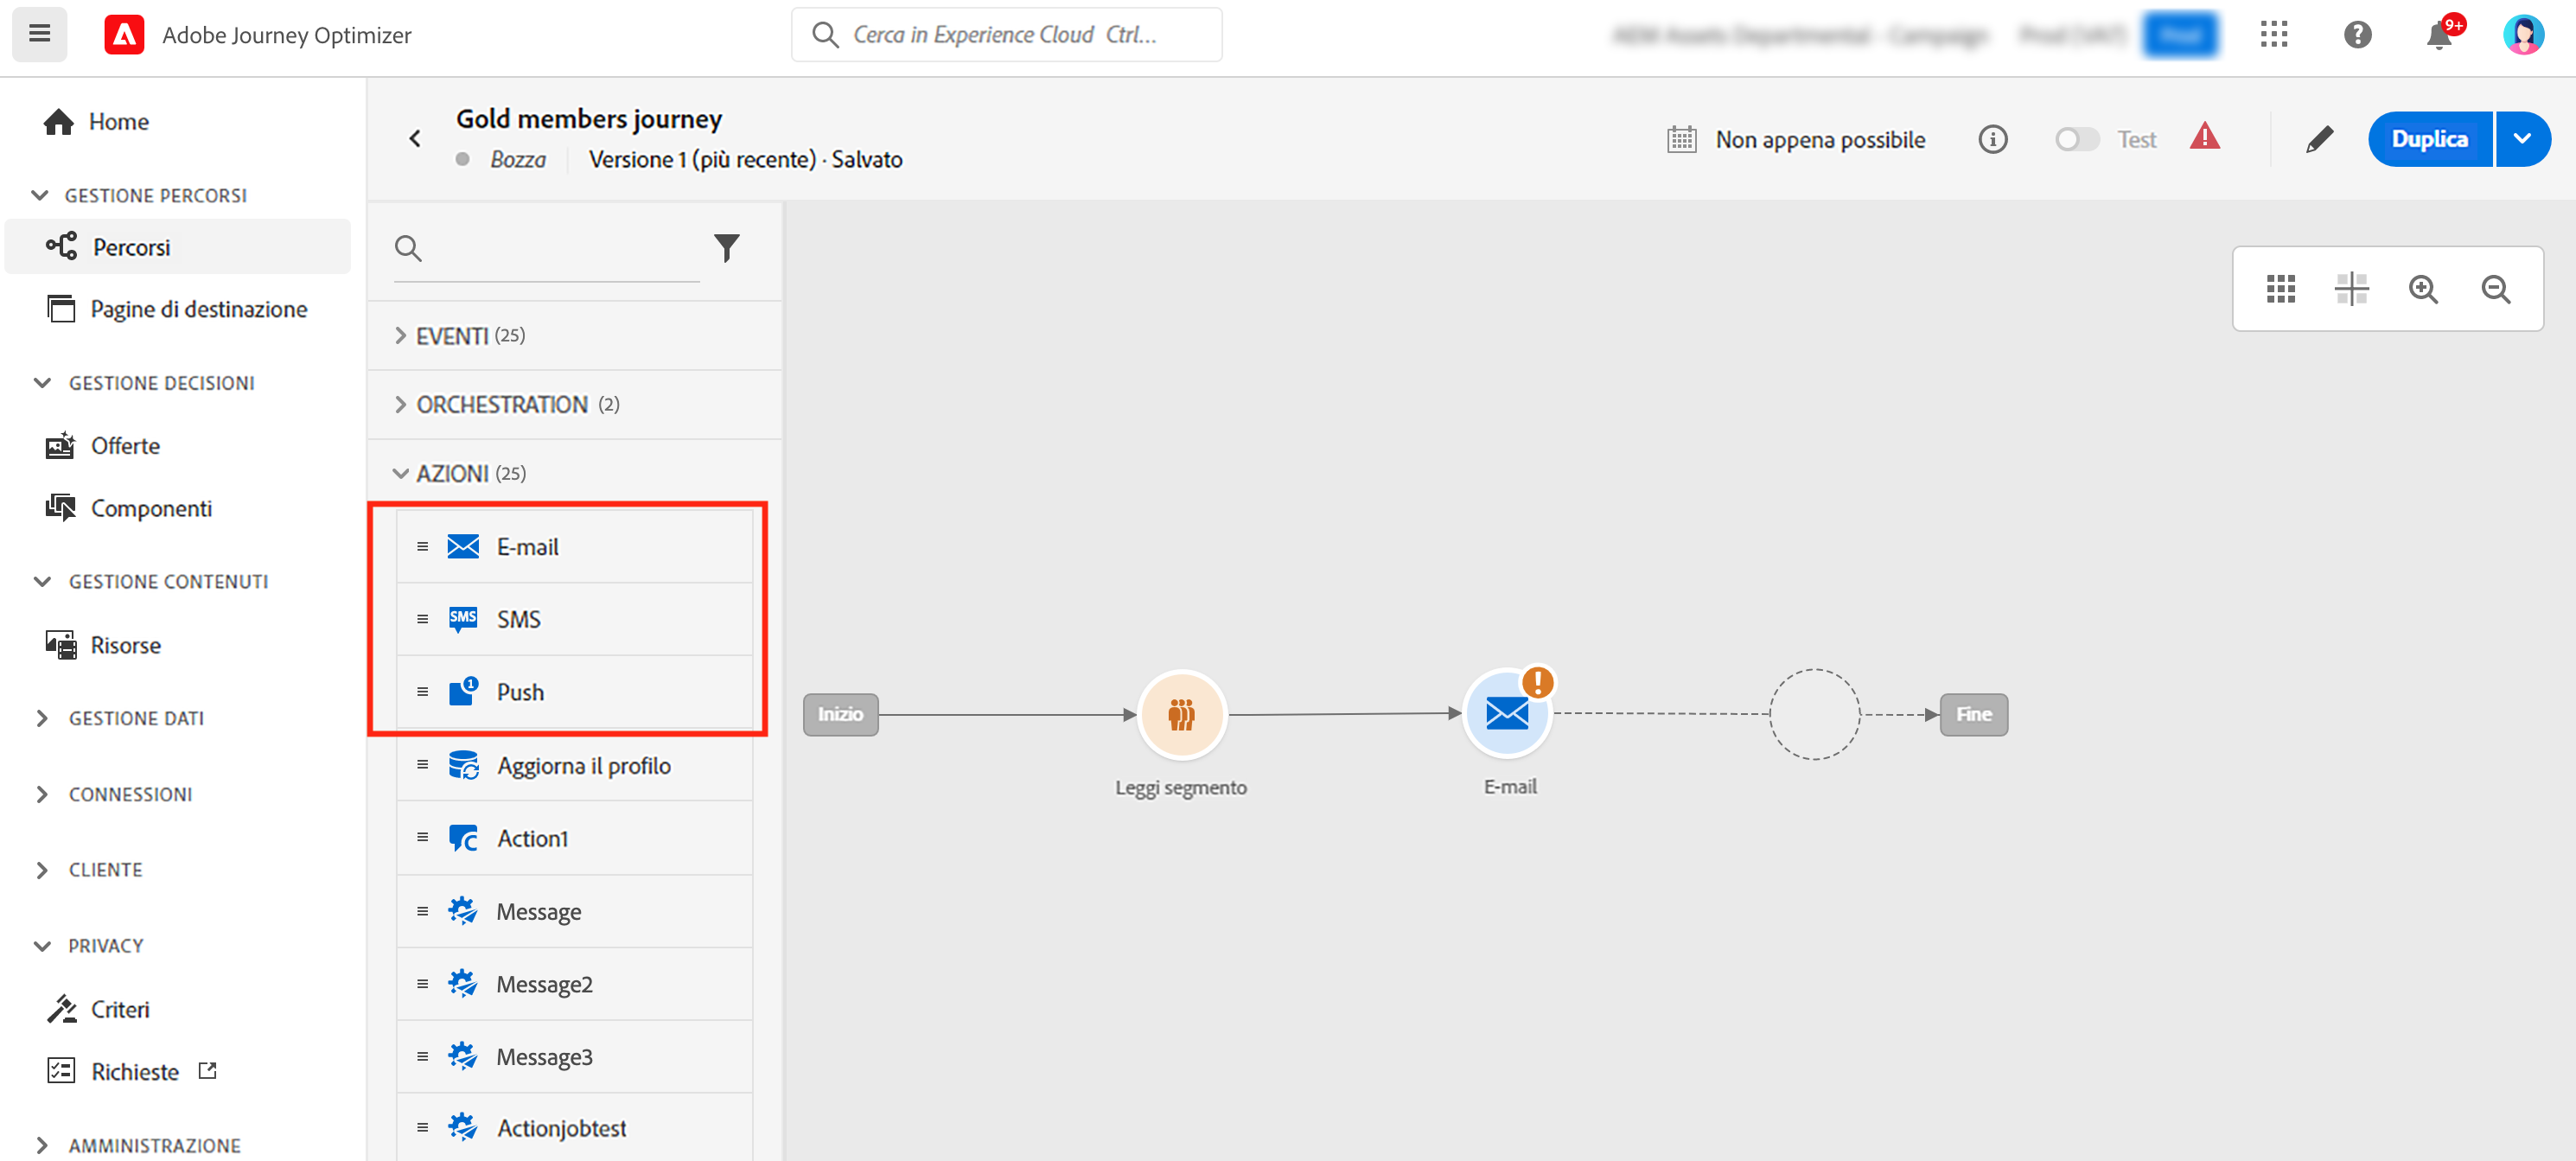 Adobe Journey Optimizer
Cerca in Experience Cloud Ctrl...
9+
Home
GESTIONE PERCORSI
Percorsi
Pagine di destinazione
GESTIONE DECISIONI
Offerte
Componenti
GESTIONE CONTENUTI
Risorse
GESTIONE DATI
CONNESSIONI
CLIENTE
PRIVACY
Criteri
Richieste
AMMINISTRAZIONE
Gold members journey
Bozza
Versione 1 (più recente) · Salvato
Non appena possibile
Test
Duplica
EVENTI (25)
ORCHESTRATION (2)
AZIONI (25)
E-mail
SMS
SMS
1
Push
Aggiorna il profilo
Action1
Message
Message2
Message3
Actionjobtest
Inizio
Leggi segmento
E-mail
Fine